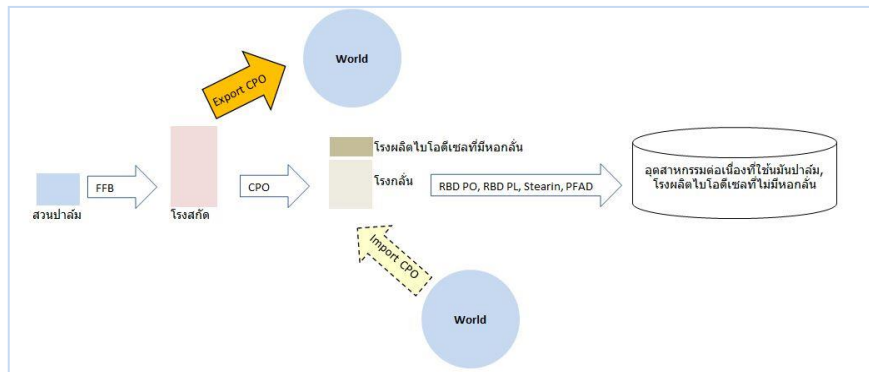 World
Export CPO
โรงผลิตไบโอดีเซลที่มีหอกลั่น
FFB
CPO
โรงกลั่น
RBD PO, RBD PL, Stearin, PFAD
อุตสาหกรรมต่อเนื่องที่ใช้นมันปาล์ม,
โรงผลิตไบโอดีเซลที่ไม่มีหอกลั่น
สวนปาล์ม
โรงสกัด
Import CPO
World